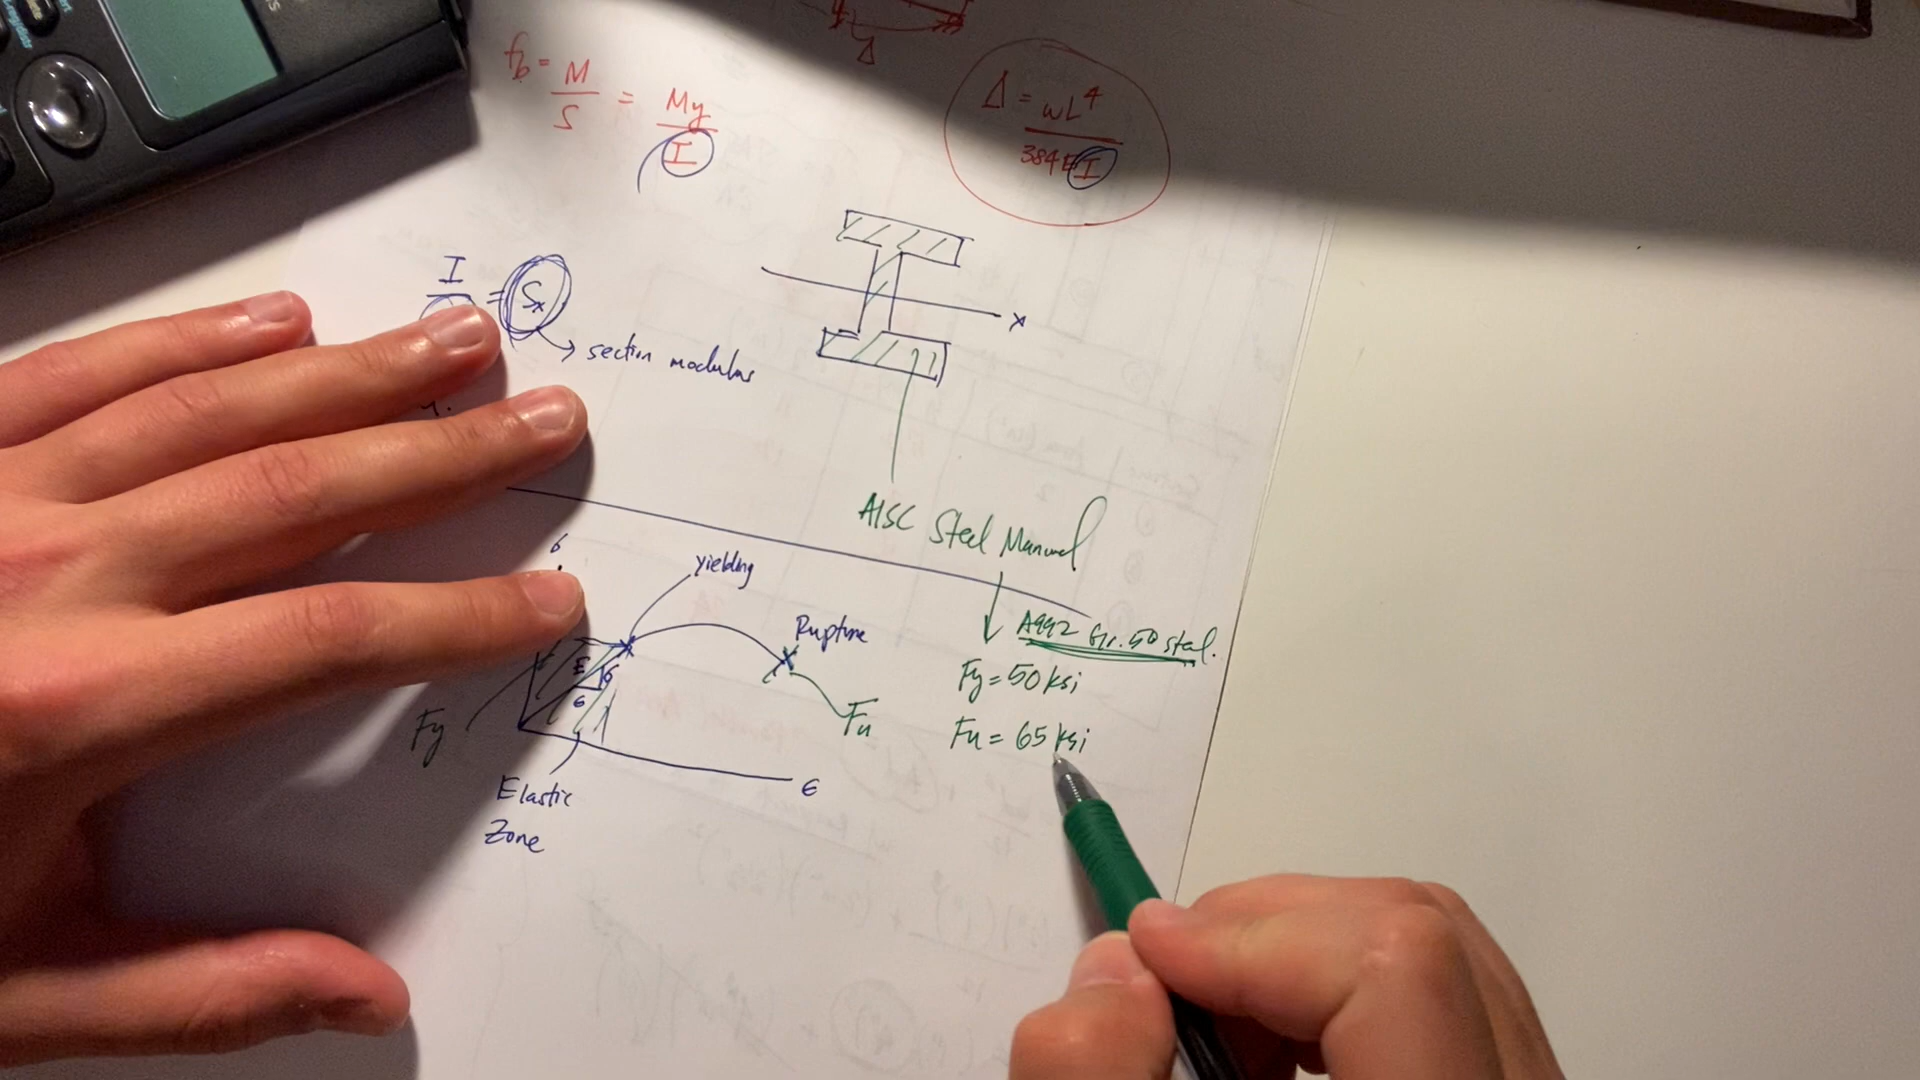 Δ
fb = M/S = My/I
Δ = wL⁴/384EI
I/ = Sx
section modulus
x
AISC Steel Manual
σ
yielding
Rupture
A992 Gr. 50 steel.
Fy = 50 ksi
E
σ
ϵ
Fy
Fu
Fu = 65 ksi
Elastic
Zone
ϵ